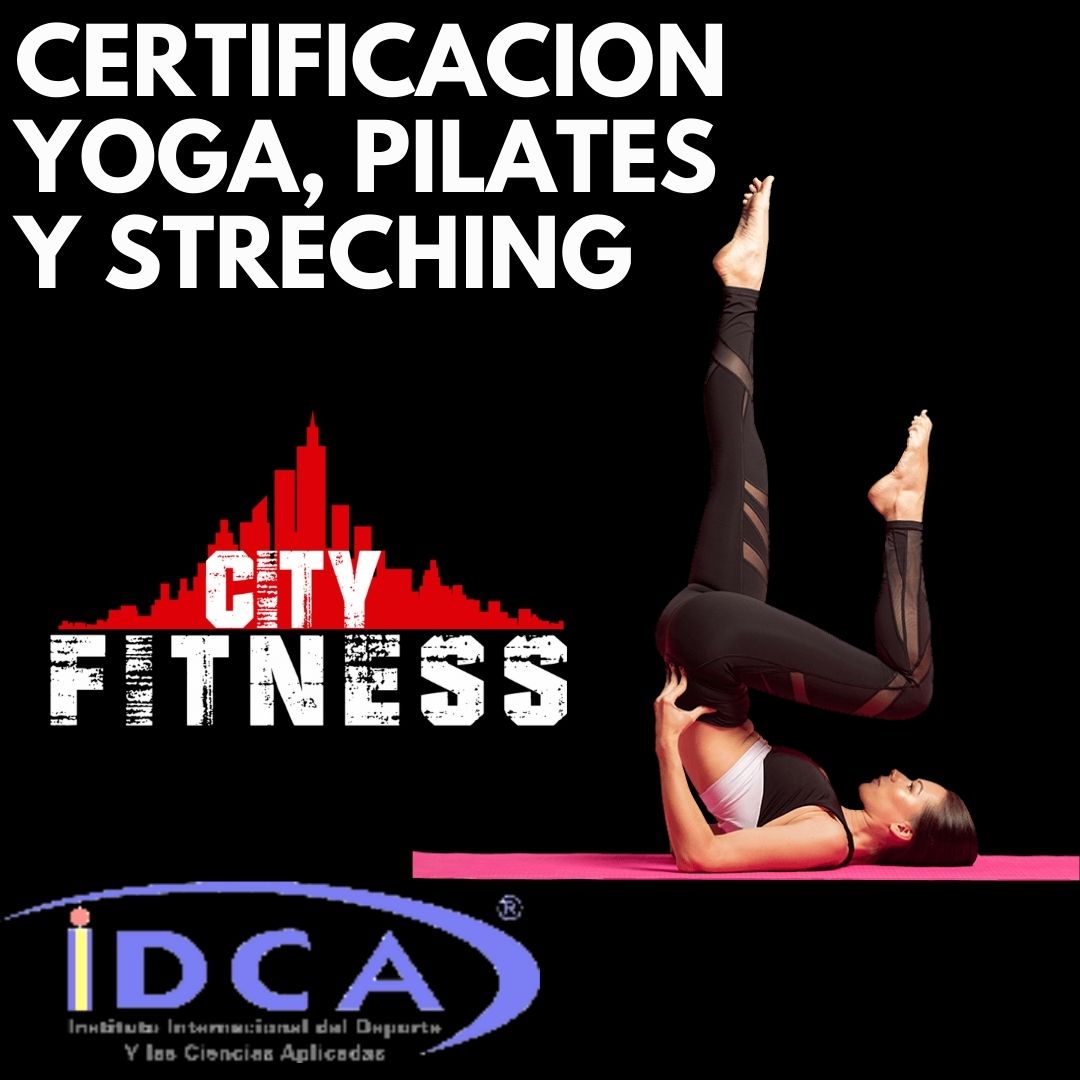 CERTIFICACION
YOGA, PILATES
Y STRECHING
CITY
FITNESS
iDCA ®
Instituto Internacional del Deporte
Y las Ciencias Aplicadas